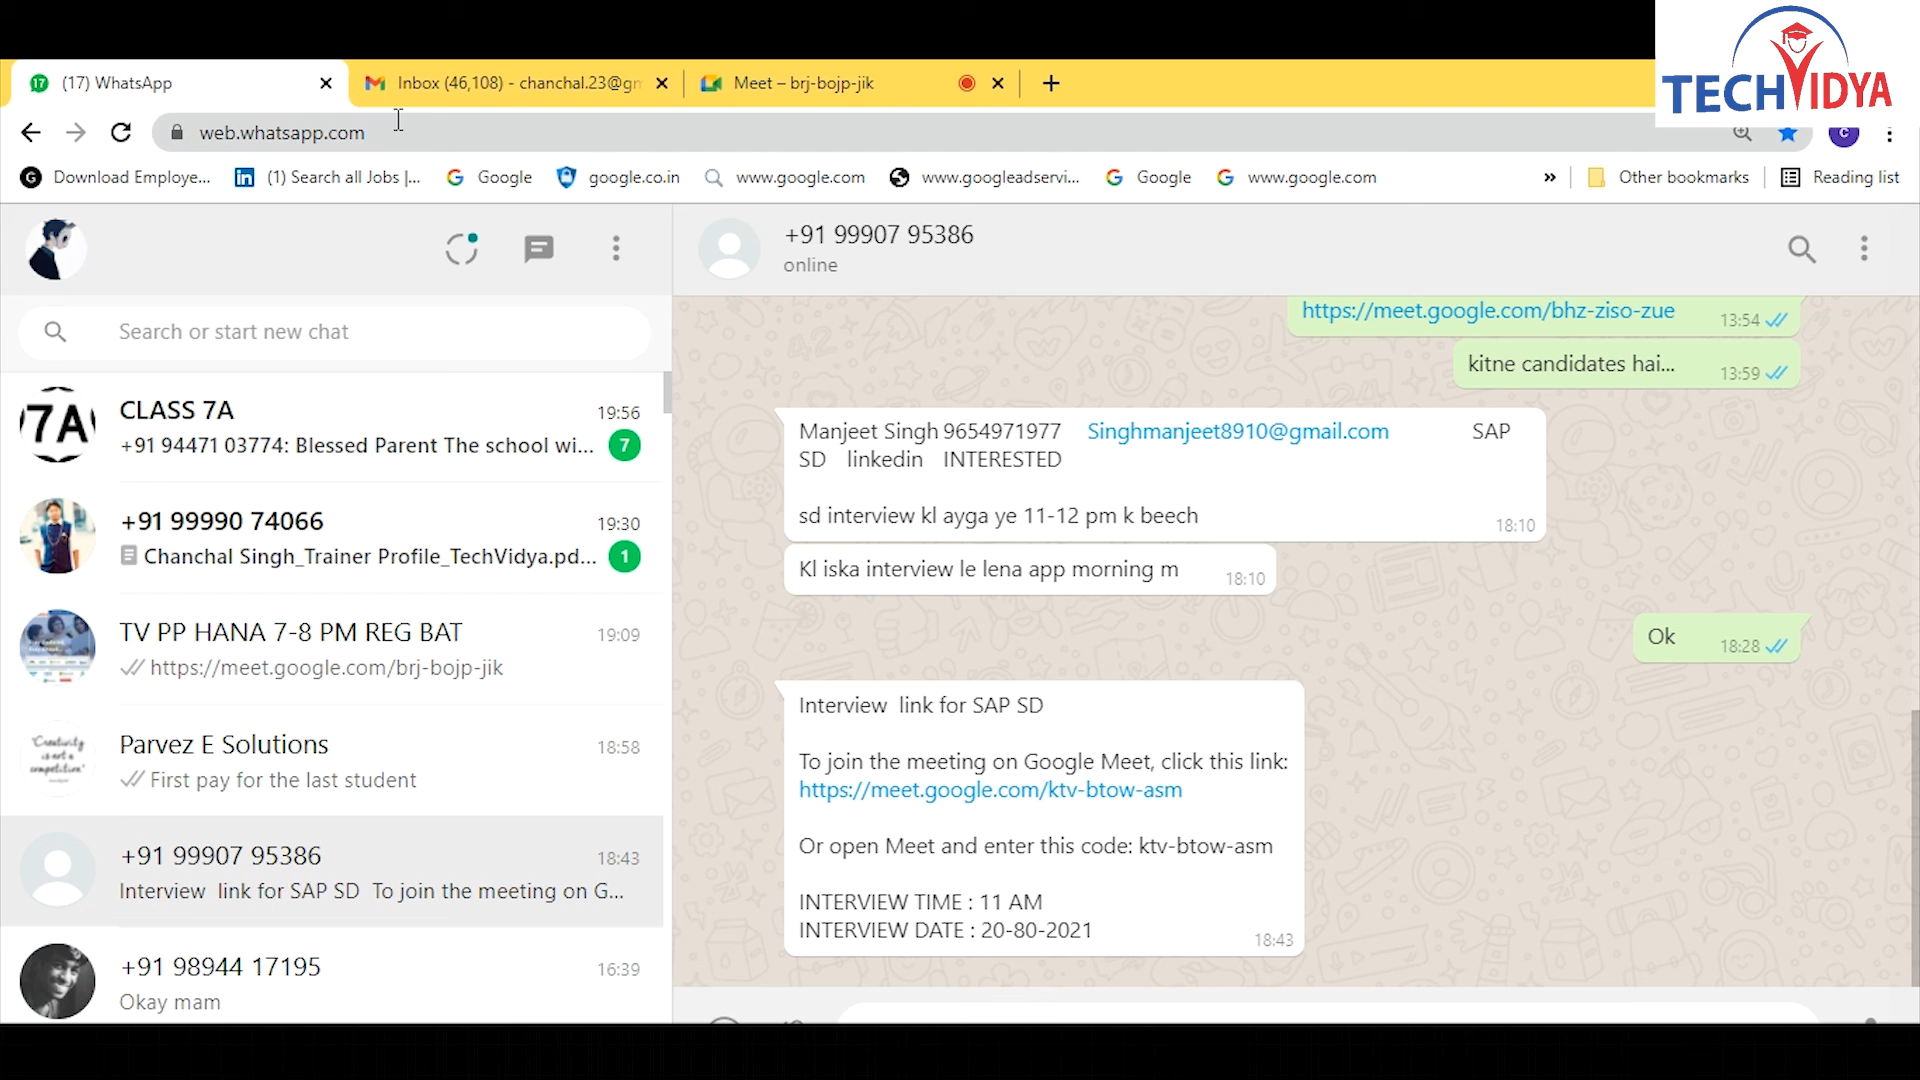 TECHVIDYA
17
(17) WhatsApp
Inbox (46,108) - chanchal.23@gm
Meet – brj-bojp-jik
web.whatsapp.com
C
G Download Employe...
in (1) Search all Jobs |...
G Google
google.co.in
www.google.com
www.googleadservi...
G Google
G www.google.com
»
Other bookmarks
Reading list
+91 99907 95386
online
Search or start new chat
7A
CLASS 7A
19:56
+91 94471 03774: Blessed Parent The school wi...
7
+91 99990 74066
19:30
Chanchal Singh_Trainer Profile_TechVidya.pd...
1
TV PP HANA 7-8 PM REG BAT
19:09
https://meet.google.com/brj-bojp-jik
"Creativity
is not a
competition"
Parvez E Solutions
18:58
First pay for the last student
+91 99907 95386
18:43
Interview link for SAP SD To join the meeting on G...
+91 98944 17195
16:39
Okay mam
https://meet.google.com/bhz-ziso-zue
13:54
kitne candidates hai...
13:59
Manjeet Singh 9654971977 Singhmanjeet8910@gmail.com SAP
SD linkedin INTERESTED
sd interview kl ayga ye 11-12 pm k beech
18:10
Kl iska interview le lena app morning m
18:10
Ok
18:28
Interview link for SAP SD
To join the meeting on Google Meet, click this link:
https://meet.google.com/ktv-btow-asm
Or open Meet and enter this code: ktv-btow-asm
INTERVIEW TIME : 11 AM
INTERVIEW DATE : 20-80-2021
18:43